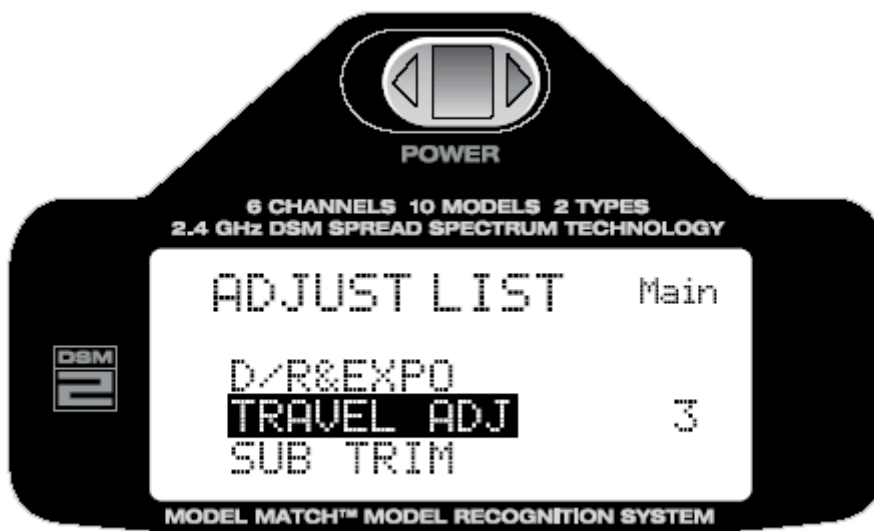 POWER
6 CHANNELS 10 MODELS 2 TYPES
2.4 GHz DSM SPREAD SPECTRUM TECHNOLOGY
ADJUST LIST Main
DSM
2
D/R&EXPO
TRAVEL ADJ 3
SUB TRIM
MODEL MATCH™ MODEL RECOGNITION SYSTEM